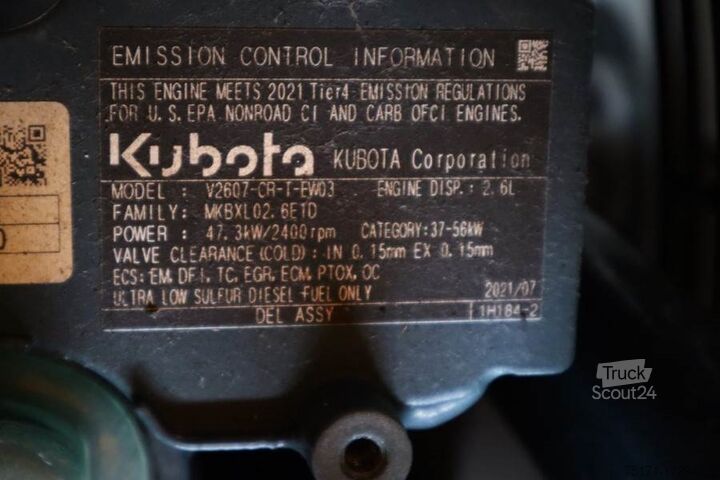 EMISSION CONTROL INFORMATION
THIS ENGINE MEETS 2021 Tier4 EMISSION REGULATIONS
FOR U.S. EPA NONROAD CI AND CARB OFCI ENGINES.
Kubota KUBOTA Corporation
MODEL : V2607-CR-T-EW03 ENGINE DISP.: 2.6L
FAMILY: MKBXL02.6E1D
POWER : 47.3kW/2400rpm CATEGORY:37-56kW
VALVE CLEARANCE(COLD): IN 0.15mm EX 0.15mm
ECS: EM, DFI, TC, EGR, ECM, PTOX, OC
ULTRA LOW SULFUR DIESEL FUEL ONLY 2021/07
DEL ASSY 1H184-2
0
Truck
Scout24